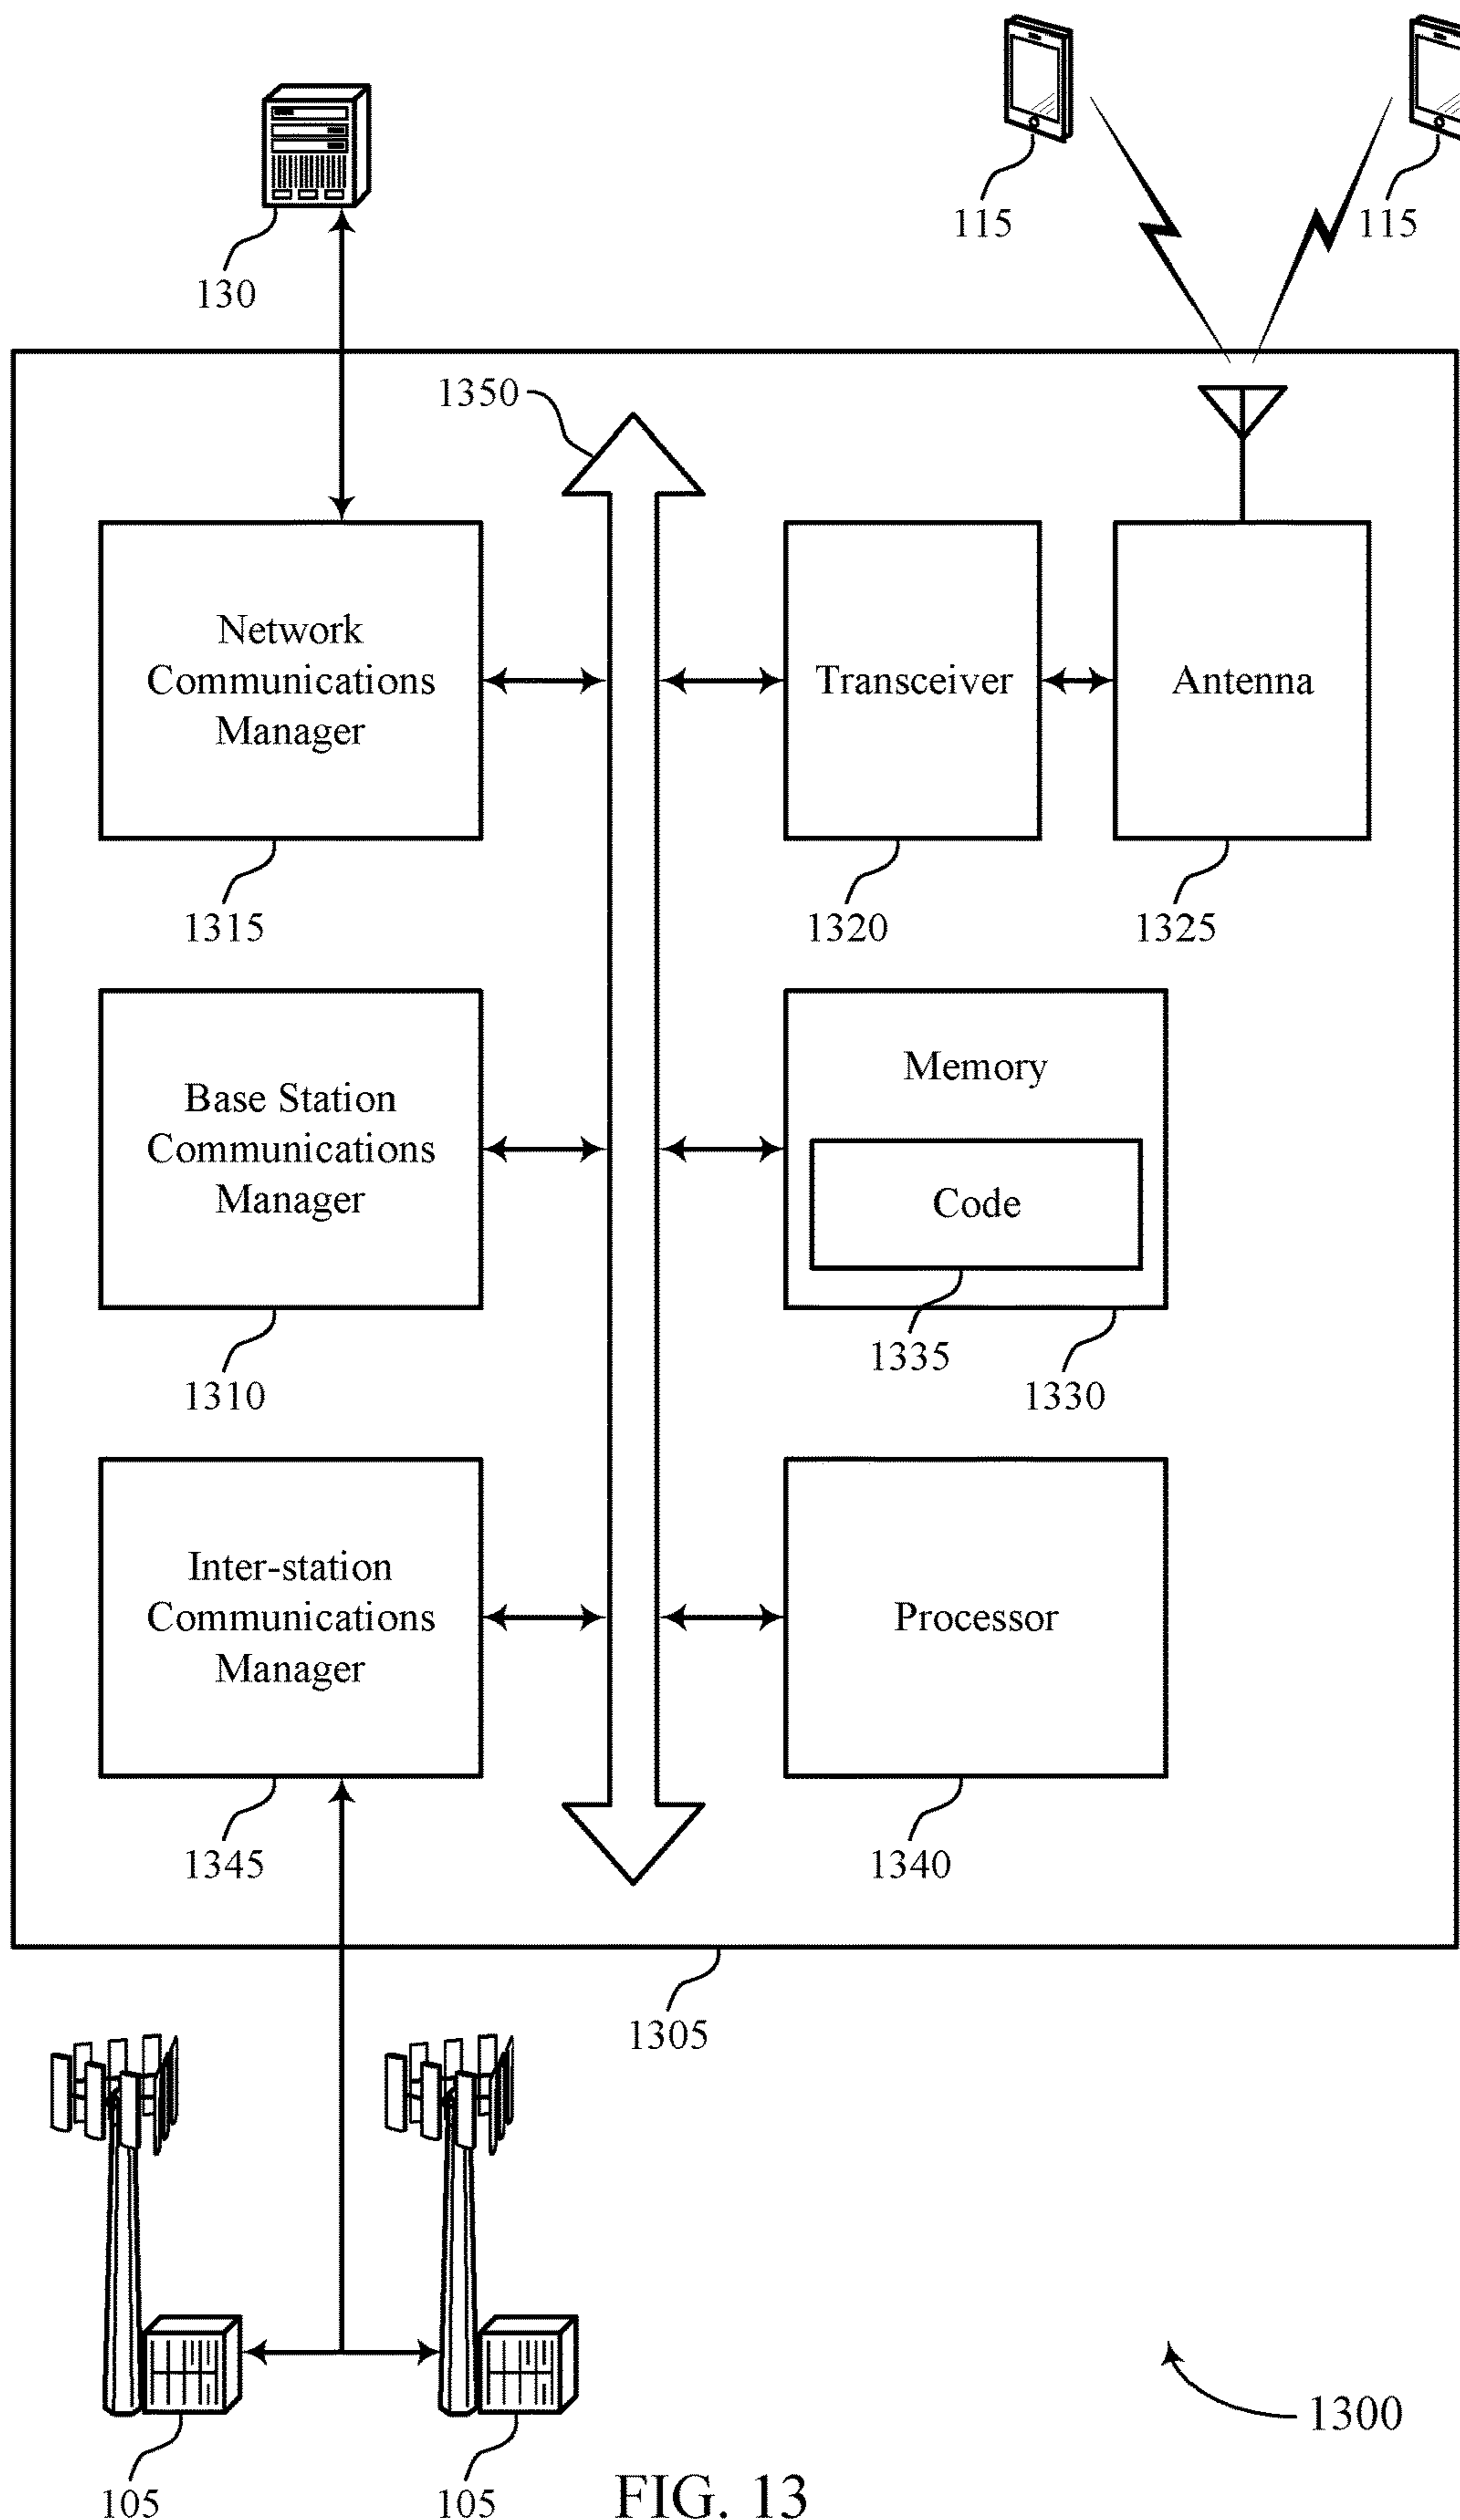 115
115
130
1350
Network
Communications
Manager
Transceiver
Antenna
1315
1320
1325
Base Station
Communications
Manager
Memory
Code
1310
1335
1330
Inter-station
Communications
Manager
Processor
1345
1340
1305
105
105
1300
FIG. 13